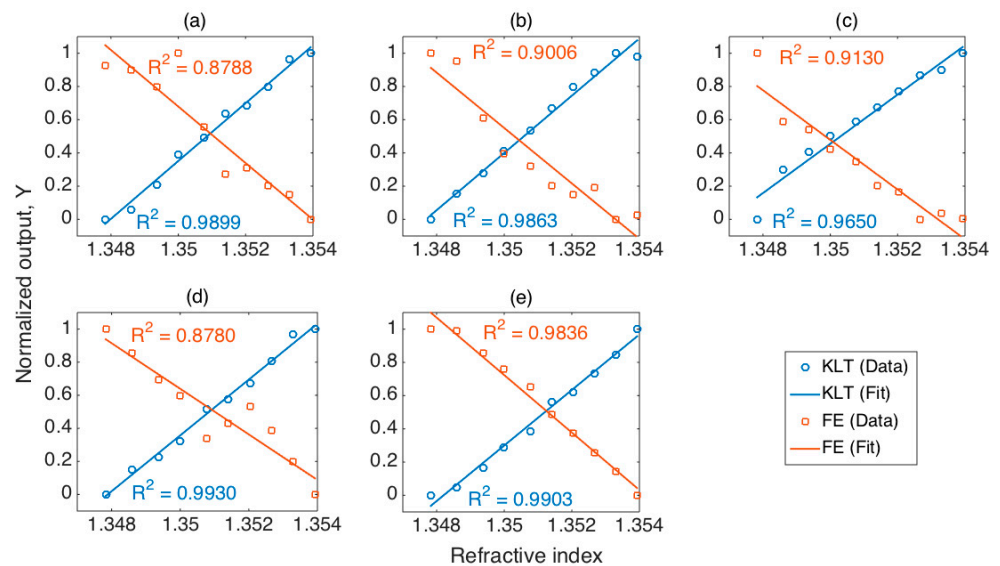 (a)
(b)
(c)
Normalized output, Y
1
0.8
0.6
0.4
0.2
0
R² = 0.8788
R² = 0.9899
1.348 1.35 1.352 1.354
1
0.8
0.6
0.4
0.2
0
R² = 0.9006
R² = 0.9863
1.348 1.35 1.352 1.354
1
0.8
0.6
0.4
0.2
0
R² = 0.9130
R² = 0.9650
1.348 1.35 1.352 1.354
(d)
(e)
1
0.8
0.6
0.4
0.2
0
R² = 0.8780
R² = 0.9930
1.348 1.35 1.352 1.354
1
0.8
0.6
0.4
0.2
0
R² = 0.9836
R² = 0.9903
1.348 1.35 1.352 1.354
KLT (Data)
KLT (Fit)
FE (Data)
FE (Fit)
Refractive index